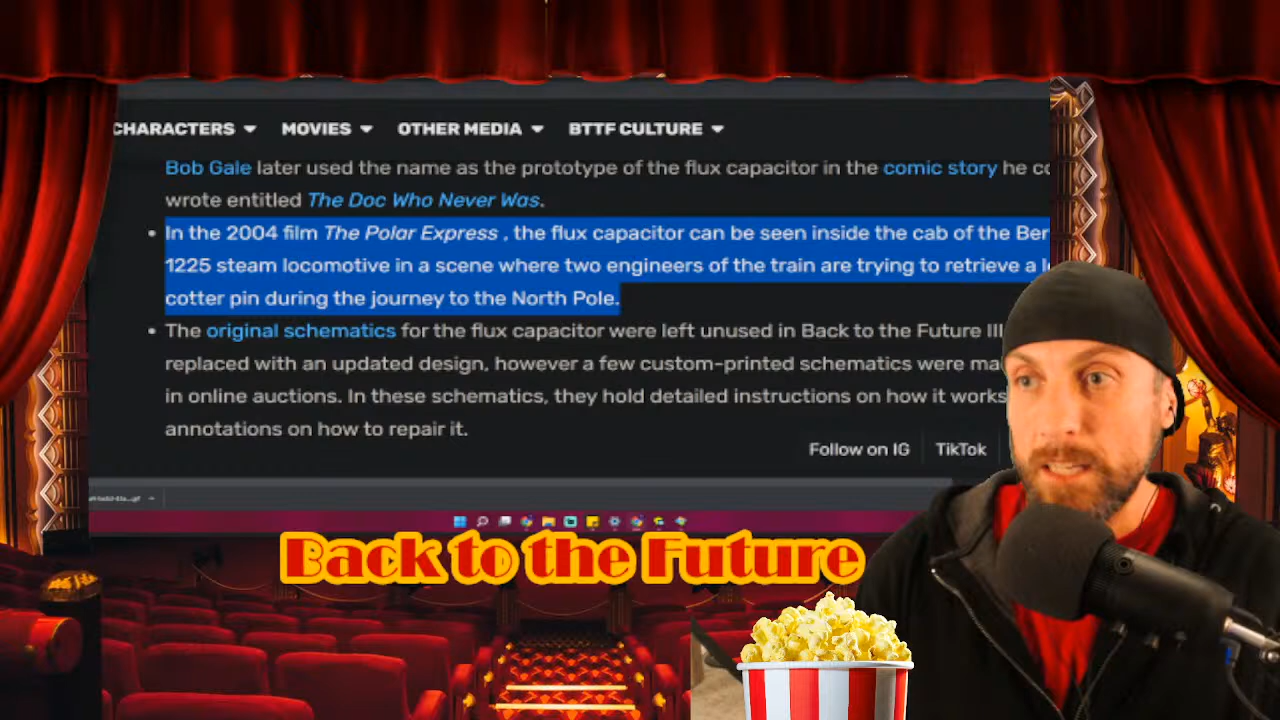 CHARACTERS MOVIES OTHER MEDIA BTTF CULTURE
Bob Gale later used the name as the prototype of the flux capacitor in the comic story he co
wrote entitled The Doc Who Never Was.
• In the 2004 film The Polar Express , the flux capacitor can be seen inside the cab of the Ber
1225 steam locomotive in a scene where two engineers of the train are trying to retrieve a
cotter pin during the journey to the North Pole.
• The original schematics for the flux capacitor were left unused in Back to the Future III
replaced with an updated design, however a few custom-printed schematics were ma
in online auctions. In these schematics, they hold detailed instructions on how it works
annotations on how to repair it.
Follow on IG TikTok
Back to the Future